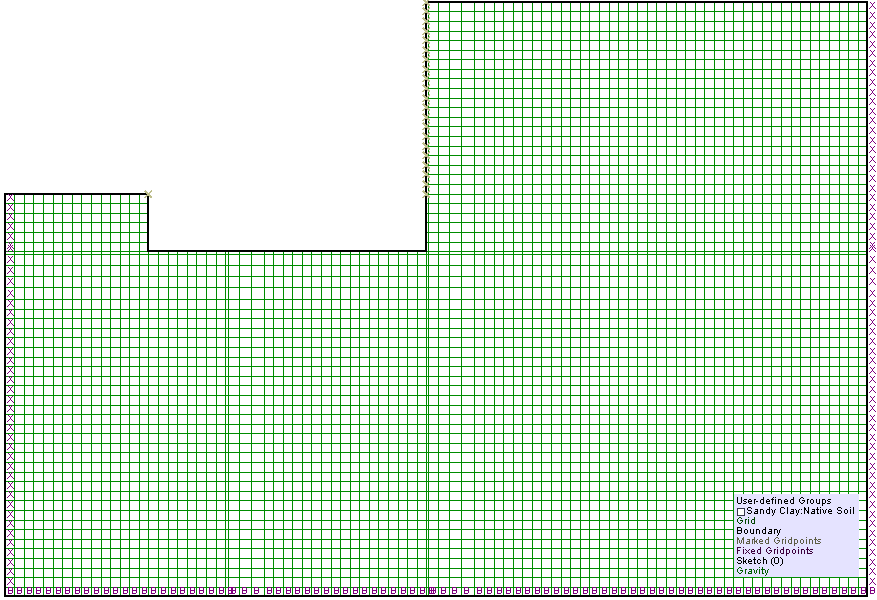 User-defined Groups
Sandy Clay:Native Soil
Grid
Boundary
Marked Gridpoints
Fixed Gridpoints
Sketch (0)
Gravity